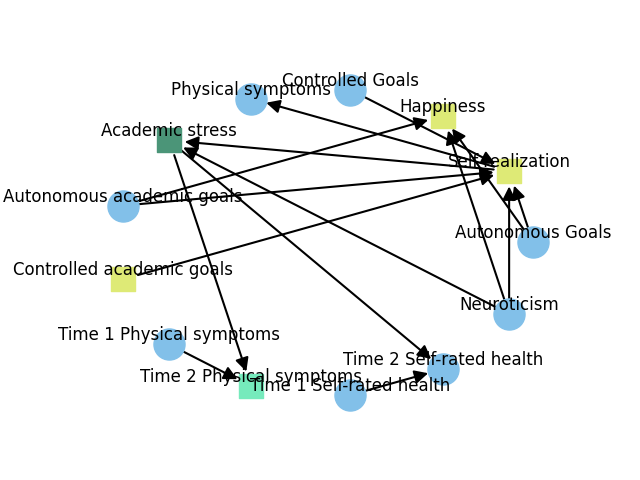 Controlled Goals
Physical symptoms
Happiness
Academic stress
Self-realization
Autonomous academic goals
Autonomous Goals
Controlled academic goals
Neuroticism
Time 1 Physical symptoms
Time 2 Self-rated health
Time 2 Physical symptoms
Time 1 Self-rated health